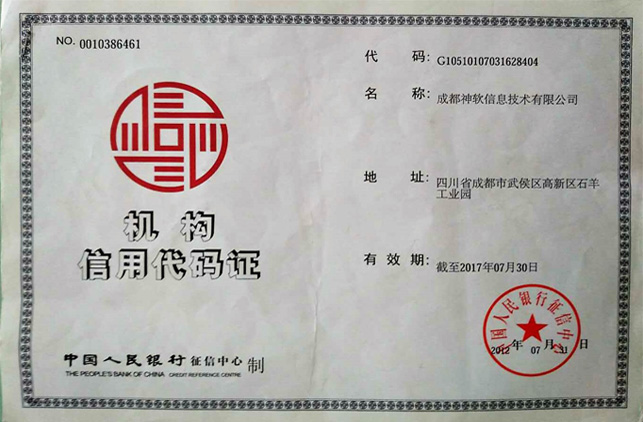 NO. 0010386461
机构
信用代码证
中国人民银行征信中心 制
THE PEOPLE'S BANK OF CHINA CREDIT REFERENCE CENTRE
代 码: G10510107031628404
名 称: 成都神软信息技术有限公司
地 址: 四川省成都市武侯区高新区石羊
工业园
有效期: 截至2017年07月30日
中国人民银行征信中心
2012 年 07 月 31 日